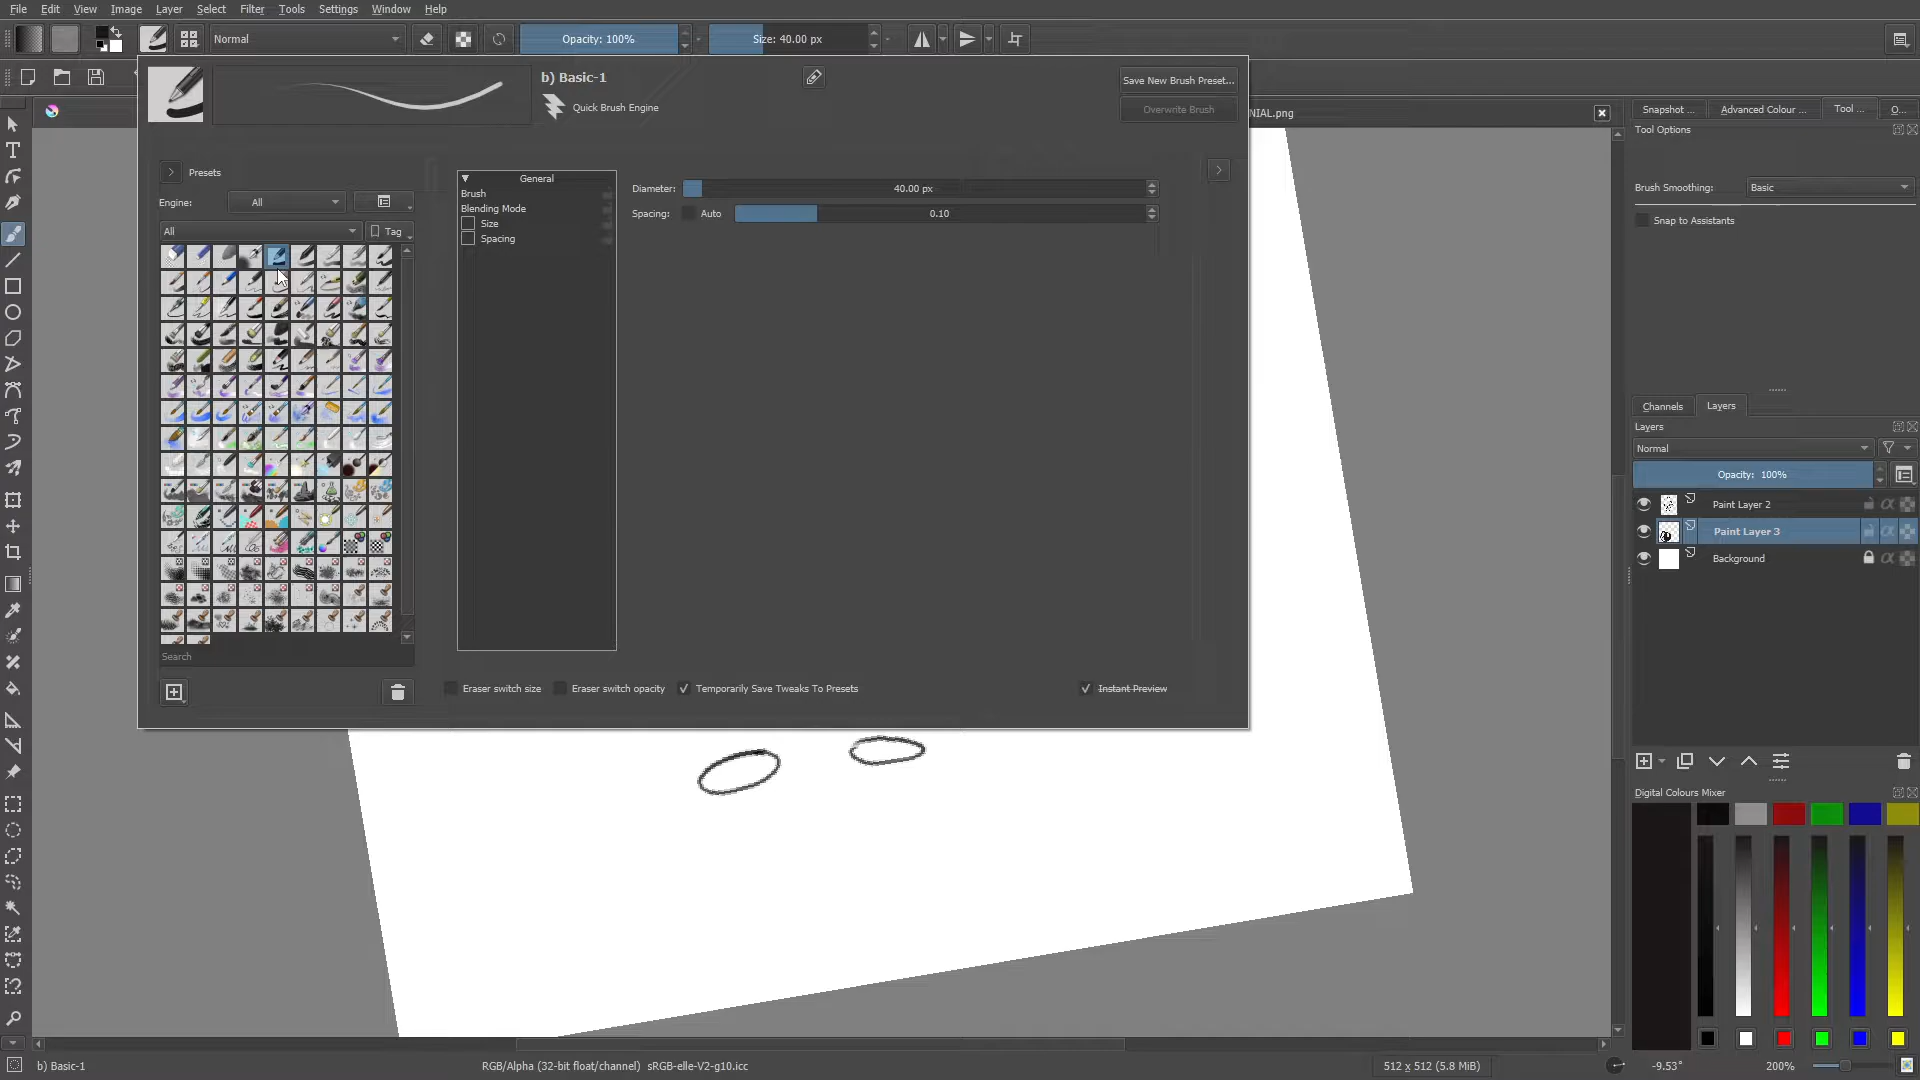 File Edit View Image Layer Select Filter Tools Settings Window Help
Normal Opacity: 100% Size: 40.00 px
b) Basic-1
Quick Brush Engine
Save New Brush Preset...
Overwrite Brush
NIAL.png
Snapshot ... Advanced Colour ... Tool ... O...
Tool Options
Brush Smoothing: Basic
Snap to Assistants
Presets
Engine: All
All Tag
General
Brush
Blending Mode
Size
Spacing
Diameter: 40.00 px
Spacing: Auto 0.10
Search
Eraser switch size Eraser switch opacity Temporarily Save Tweaks To Presets Instant Preview
Channels Layers
Layers
Normal
Opacity: 100%
Paint Layer 2
Paint Layer 3
Background
Digital Colours Mixer
b) Basic-1 RGB/Alpha (32-bit float/channel) sRGB-elle-V2-g10.icc 512 x 512 (5.8 MiB) -9.53° 200%